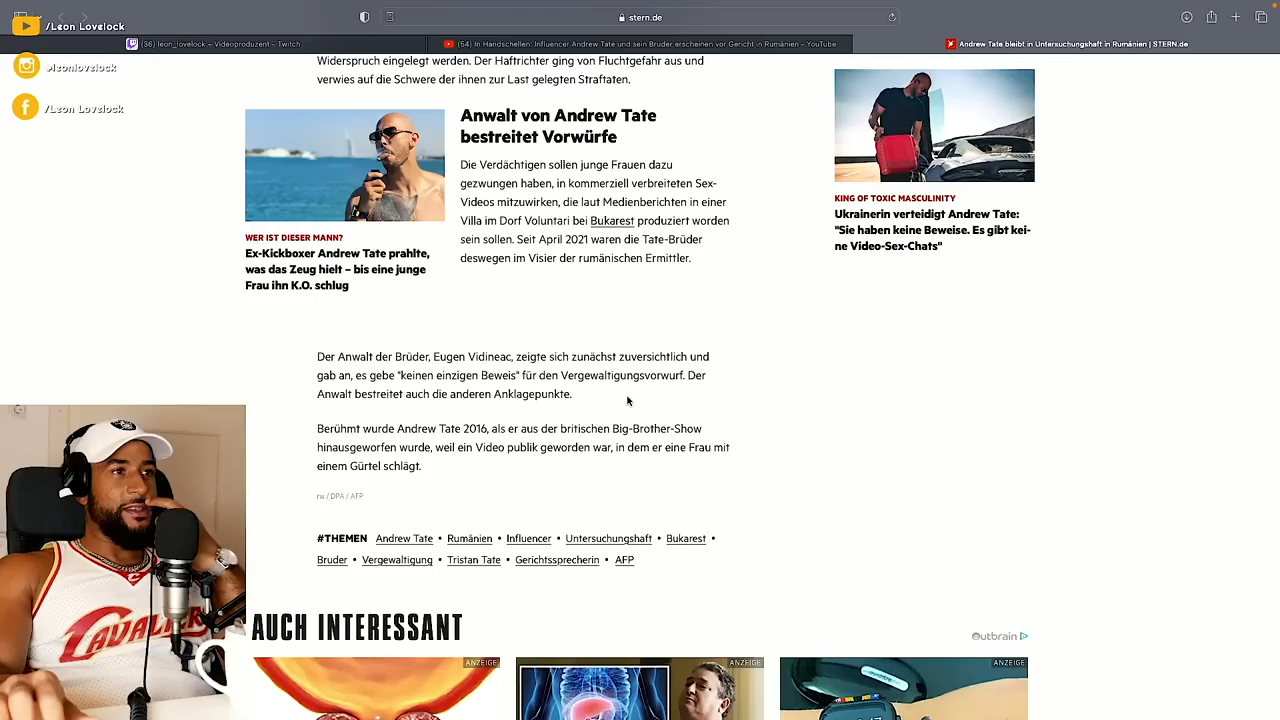 /Leon Lovelock
#leonlovelock
/Leon Lovelock
stern.de
(36) leon_lovelock – Videoproduzent - Twitch
(54) In Handschellen: Influencer Andrew Tate und sein Bruder erscheinen vor Gericht in Rumänien - YouTube
Andrew Tate bleibt in Untersuchungshaft in Rumänien | STERN.de
Widerspruch eingelegt werden. Der Haftrichter ging von Fluchtgefahr aus und
verwies auf die Schwere der ihnen zur Last gelegten Straftaten.
WER IST DIESER MANN?
Ex-Kickboxer Andrew Tate prahlte,
was das Zeug hielt – bis eine junge
Frau ihn K.O. schlug
Anwalt von Andrew Tate
bestreitet Vorwürfe
Die Verdächtigen sollen junge Frauen dazu
gezwungen haben, in kommerziell verbreiteten Sex-
Videos mitzuwirken, die laut Medienberichten in einer
Villa im Dorf Voluntari bei Bukarest produziert worden
sein sollen. Seit April 2021 waren die Tate-Brüder
deswegen im Visier der rumänischen Ermittler.
KING OF TOXIC MASCULINITY
Ukrainerin verteidigt Andrew Tate:
"Sie haben keine Beweise. Es gibt kei-
ne Video-Sex-Chats"
Der Anwalt der Brüder, Eugen Vidineac, zeigte sich zunächst zuversichtlich und
gab an, es gebe "keinen einzigen Beweis" für den Vergewaltigungsvorwurf. Der
Anwalt bestreitet auch die anderen Anklagepunkte.
Berühmt wurde Andrew Tate 2016, als er aus der britischen Big-Brother-Show
hinausgeworfen wurde, weil ein Video publik geworden war, in dem er eine Frau mit
einem Gürtel schlägt.
rw / DPA / AFP
#THEMEN Andrew Tate • Rumänien • Influencer • Untersuchungshaft • Bukarest •
Bruder • Vergewaltigung • Tristan Tate • Gerichtssprecherin • AFP
AUCH INTERESSANT
Outbrain
ANZEIGE
ANZEIGE
ANZEIGE
CAVALIERS